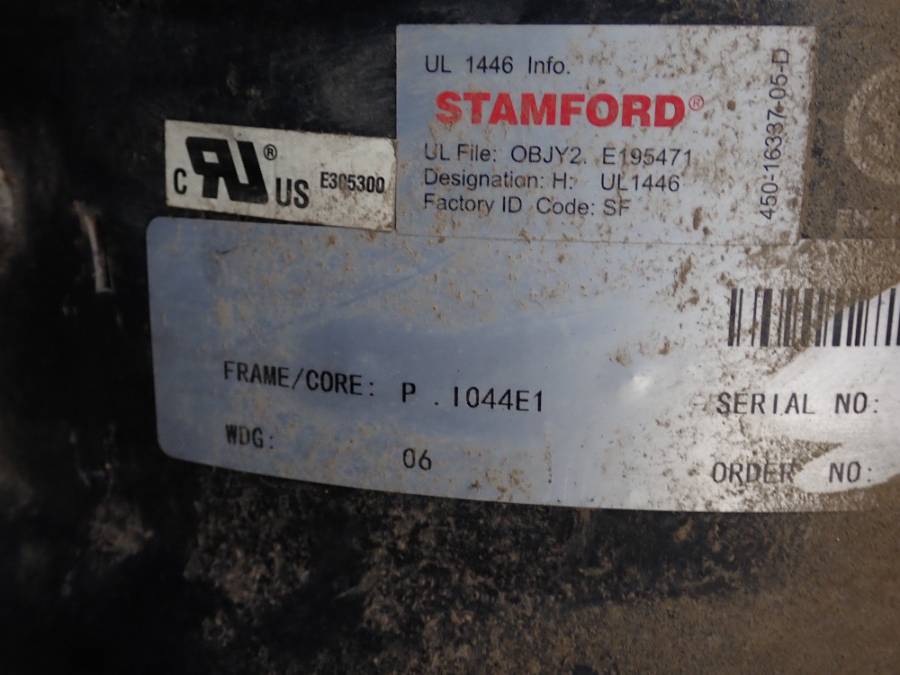 UL 1446 Info.
STAMFORD®
UL File: OBJY2. E195471
Designation: H: UL1446
Factory ID Code: SF
450-16337-05-D
c RU® US E305300
FRAME/CORE: P .I044E1
WDG: 06
SERIAL NO:
ORDER NO: